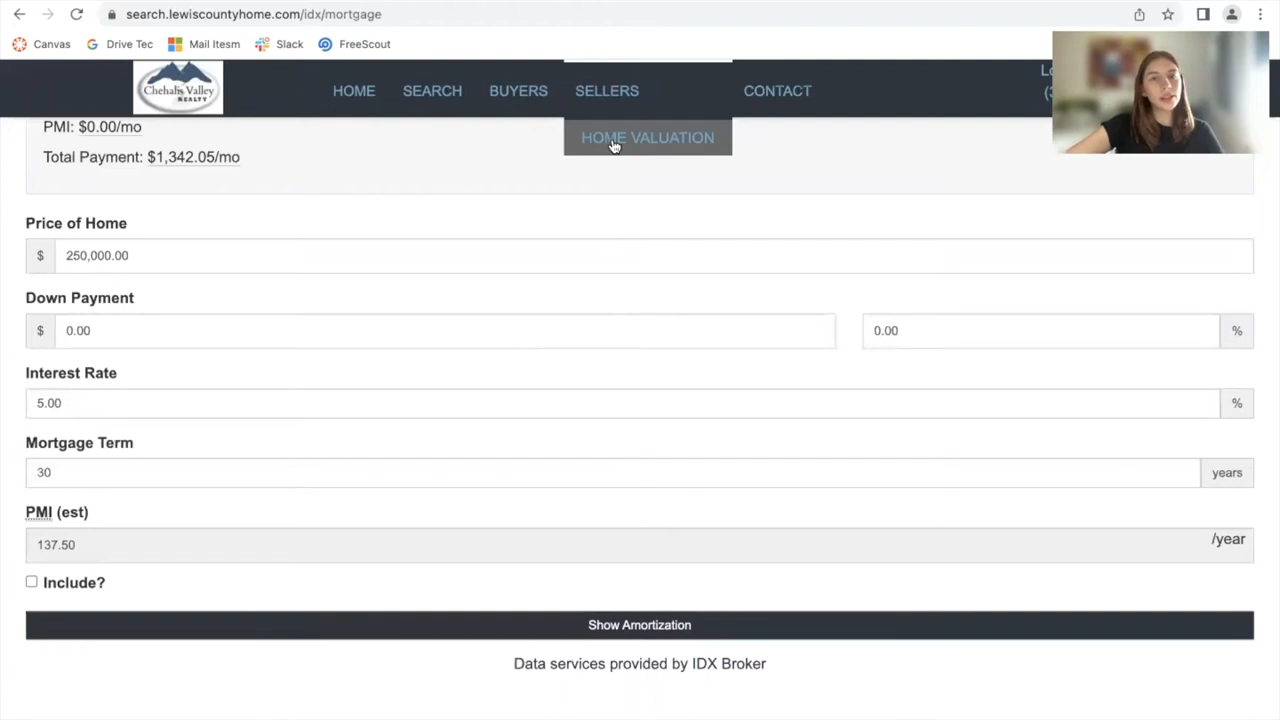 search.lewiscountyhome.com/idx/mortgage
Canvas Drive Tec Mail Itesm Slack FreeScout
Chehalis Valley
REALTY
HOME SEARCH BUYERS SELLERS CONTACT
HOME VALUATION
PMI: $0.00/mo
Total Payment: $1,342.05/mo
Price of Home
$ 250,000.00
Down Payment
$ 0.00 0.00 %
Interest Rate
5.00 %
Mortgage Term
30 years
PMI (est)
137.50 /year
Include?
Show Amortization
Data services provided by IDX Broker